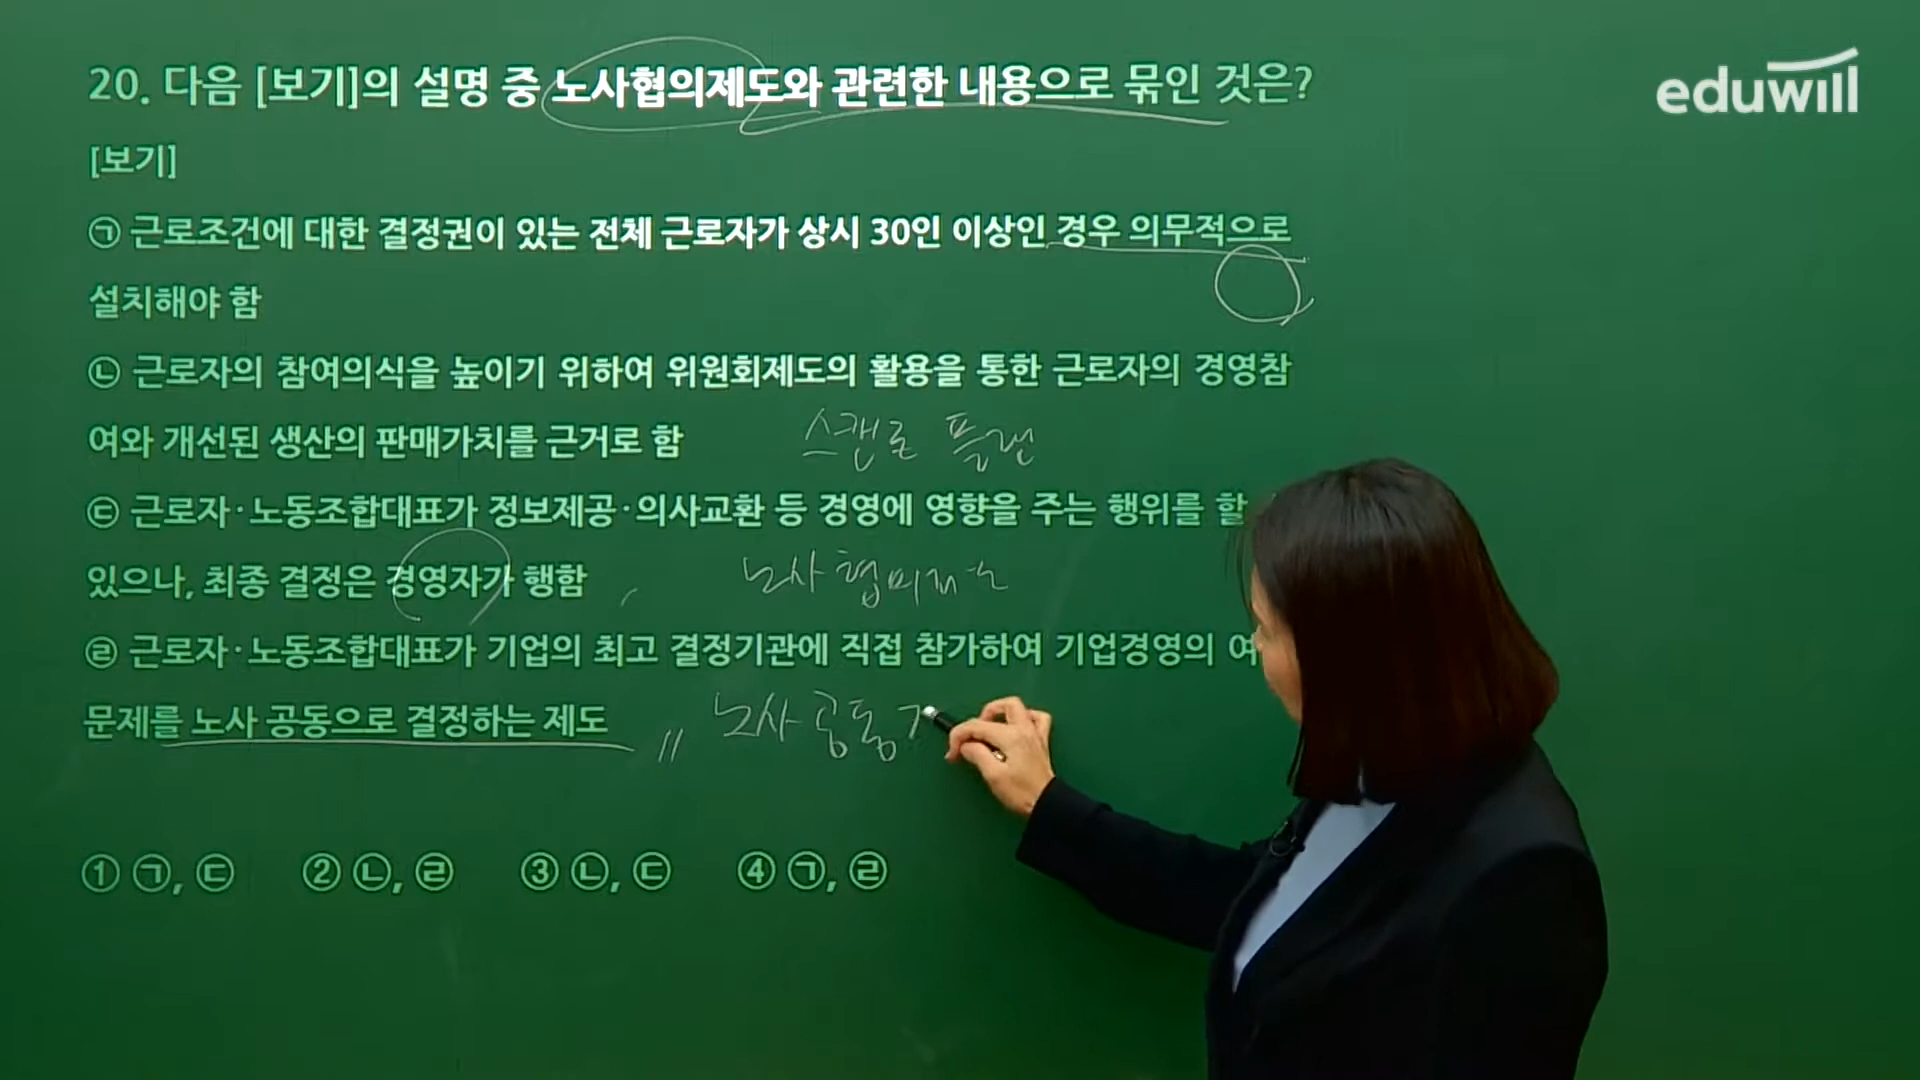 20. 다음 [보기]의 설명 중 노사협의제도와 관련한 내용으로 묶인 것은?
eduwill
[보기]
㉠ 근로조건에 대한 결정권이 있는 전체 근로자가 상시 30인 이상인 경우 의무적으로
설치해야 함
㉡ 근로자의 참여의식을 높이기 위하여 위원회제도의 활용을 통한 근로자의 경영참
여와 개선된 생산의 판매가치를 근거로 함
스캔론 플랜
㉢ 근로자·노동조합대표가 정보제공·의사교환 등 경영에 영향을 주는 행위를 할
있으나, 최종 결정은 경영자가 행함
노사협의제도
㉣ 근로자·노동조합대표가 기업의 최고 결정기관에 직접 참가하여 기업경영의 여
문제를 노사 공동으로 결정하는 제도
노사 공동
① ㉠, ㉢ ② ㉡, ㉣ ③ ㉡, ㉢ ④ ㉠, ㉣